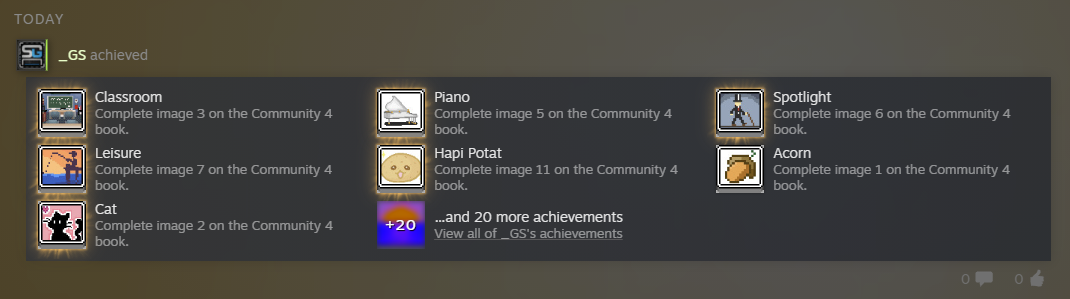 TODAY
_GS achieved
Classroom
Complete image 3 on the Community 4
book.
Piano
Complete image 5 on the Community 4
book.
Spotlight
Complete image 6 on the Community 4
book.
Leisure
Complete image 7 on the Community 4
book.
Hapi Potat
Complete image 11 on the Community 4
book.
Acorn
Complete image 1 on the Community 4
book.
Cat
Complete image 2 on the Community 4
book.
+20
...and 20 more achievements
View all of _GS's achievements
0
0